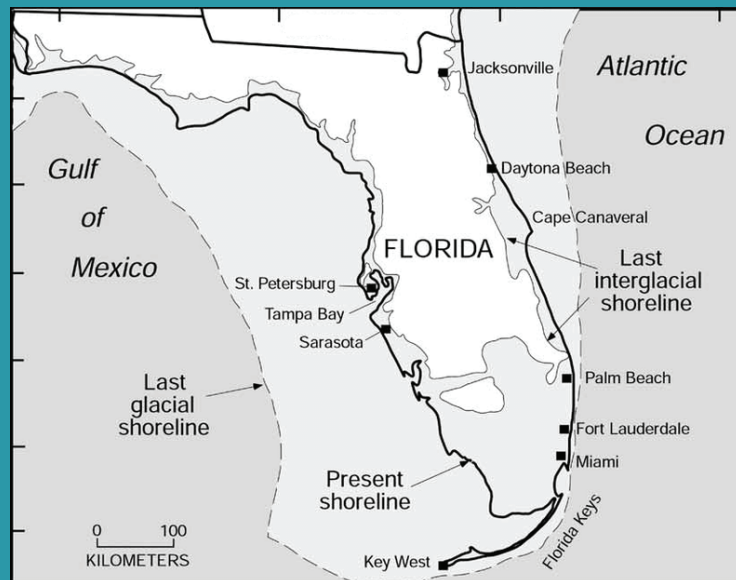 Jacksonville
Atlantic
Ocean
Gulf
of
Mexico
Daytona Beach
Cape Canaveral
FLORIDA
Last
interglacial
shoreline
St. Petersburg
Tampa Bay
Sarasota
Last
glacial
shoreline
Palm Beach
Fort Lauderdale
Miami
Present
shoreline
Florida Keys
0 100
KILOMETERS
Key West